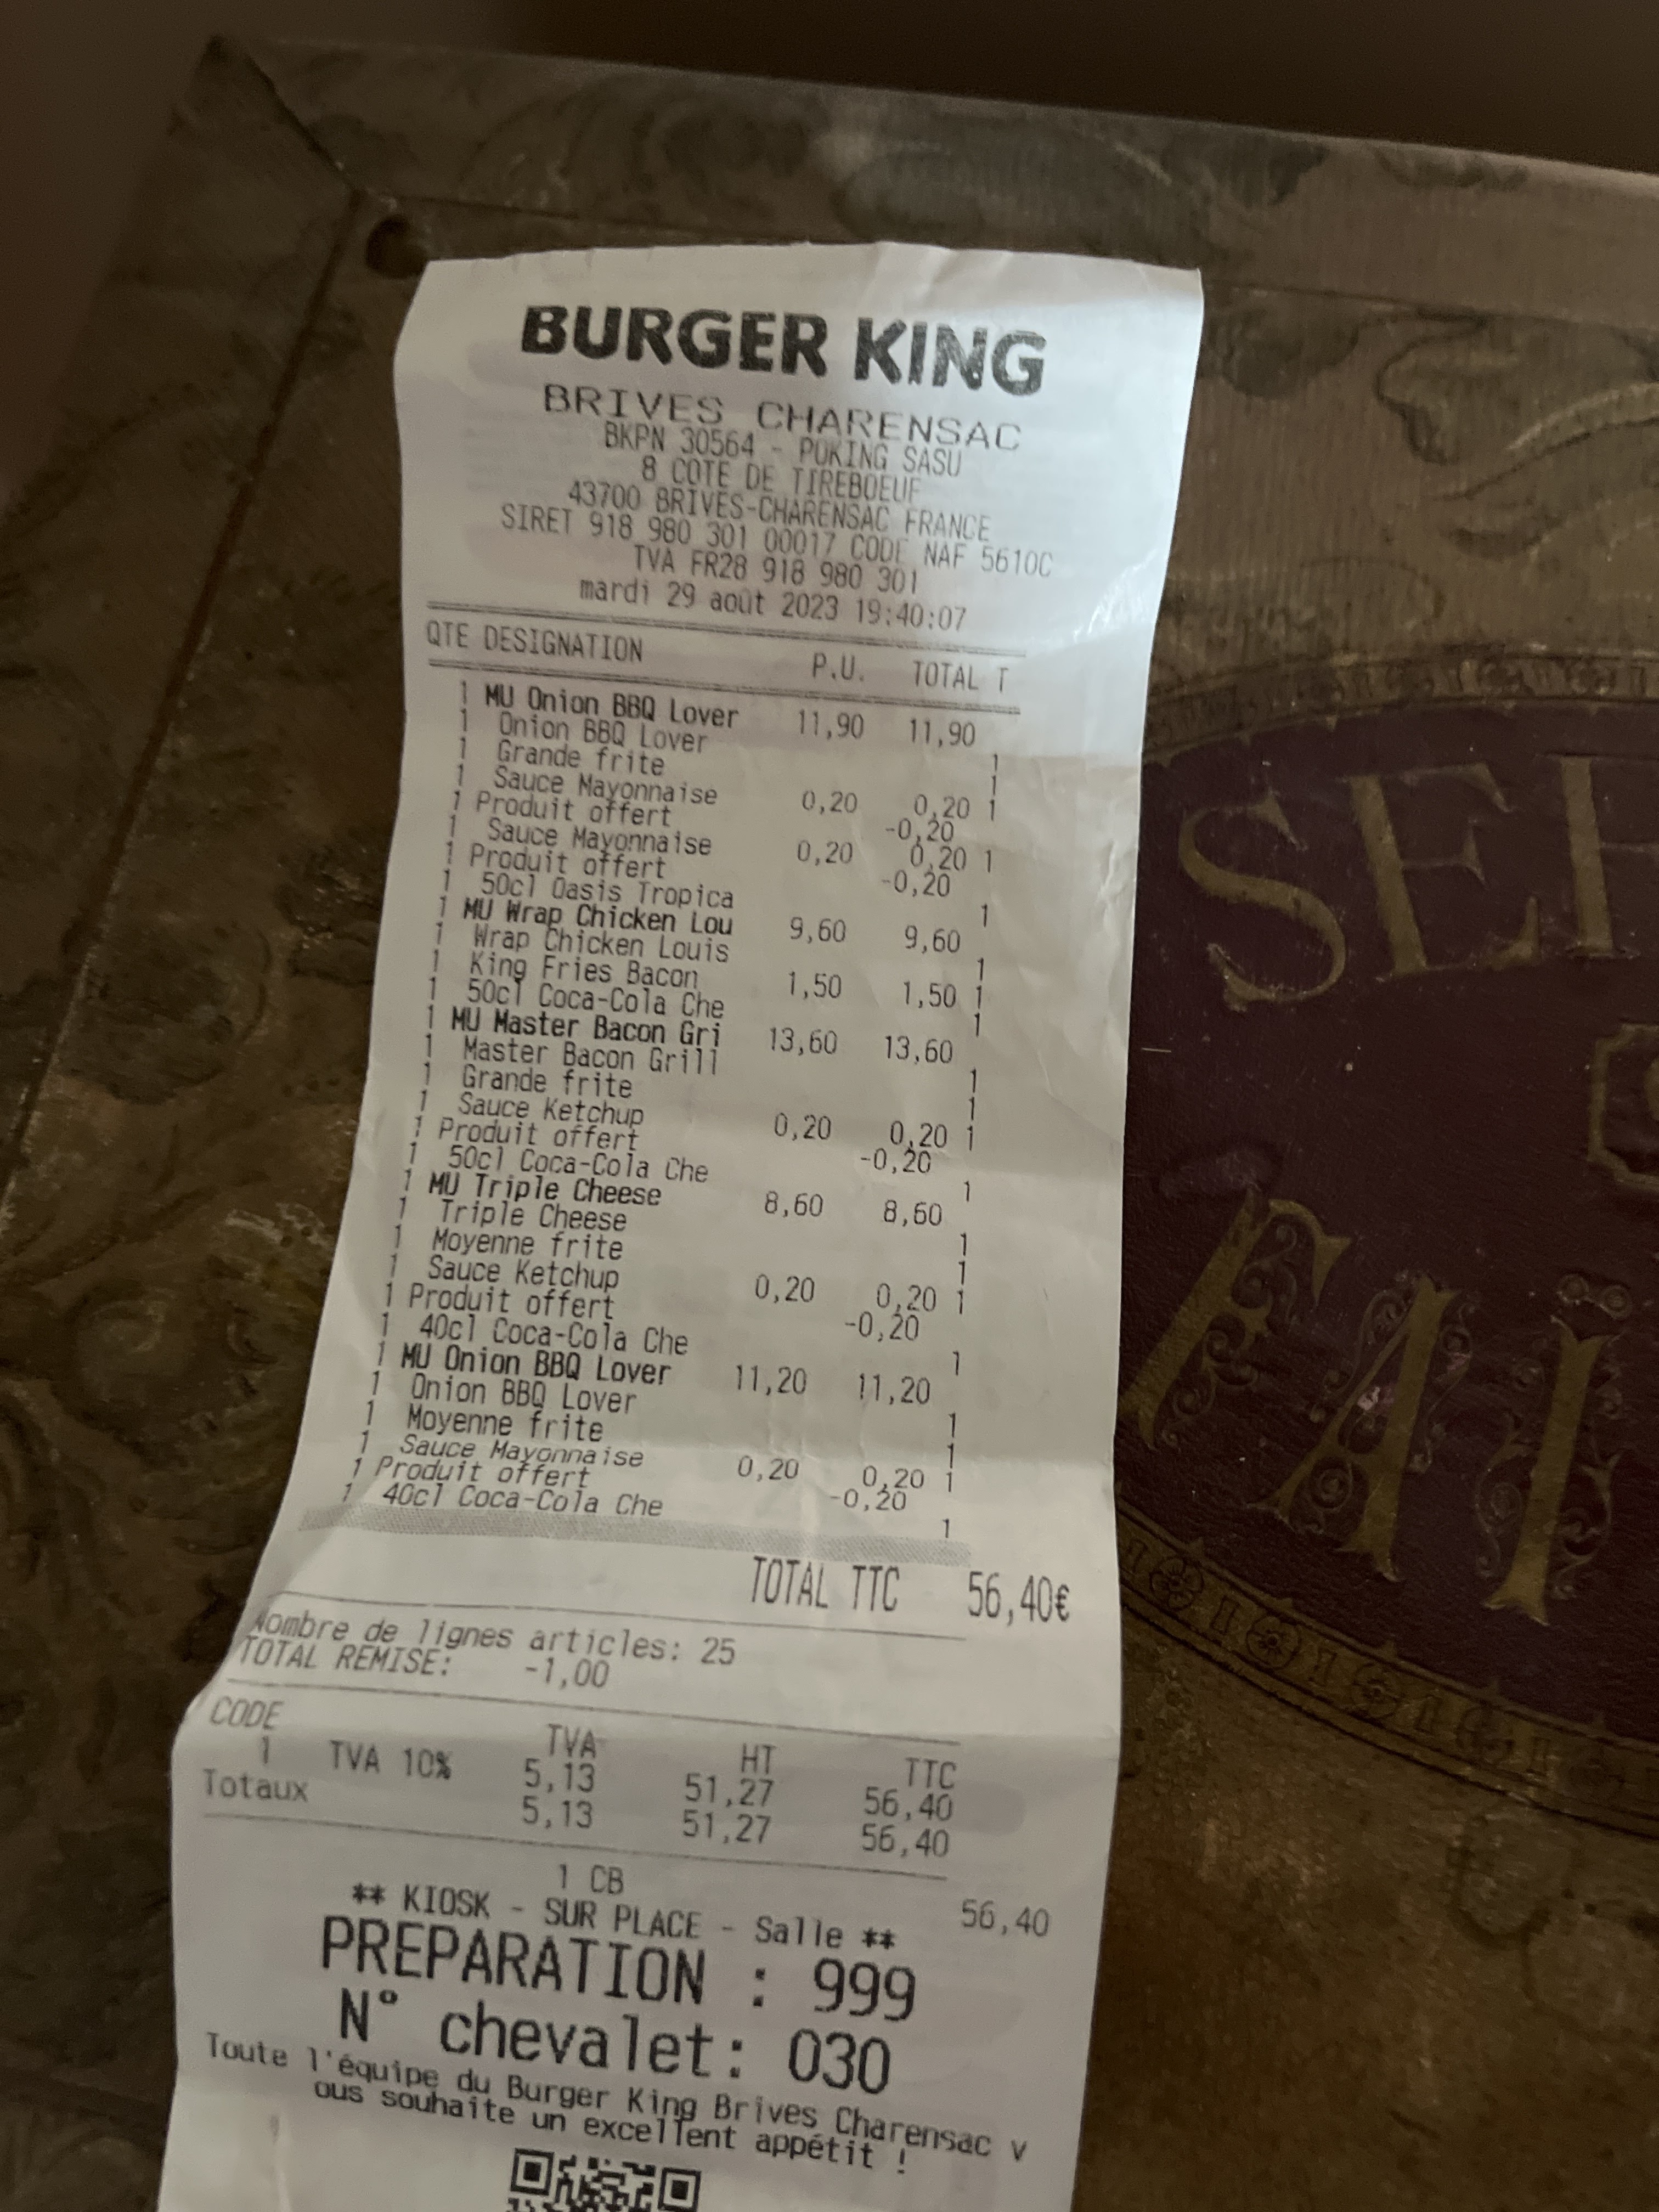 BURGER KING
BRIVES CHARENSAC
BKPN 30564 - POKING SASU
8 COTE DE TIREBOEUF
43700 BRIVES-CHARENSAC FRANCE
SIRET 918 980 301 00017 CODE NAF 5610C
TVA FR28 918 980 301
mardi 29 août 2023 19:40:07
QTE DESIGNATION P.U. TOTAL T
1 MU Onion BBQ Lover 11,90 11,90
1 Onion BBQ Lover 1
1 Grande frite 1
1 Sauce Mayonnaise 0,20 0,20 1
1 Produit offert -0,20
1 Sauce Mayonnaise 0,20 0,20 1
1 Produit offert -0,20
1 50cl Oasis Tropica 1
1 MU Wrap Chicken Lou 9,60 9,60
1 Wrap Chicken Louis 1
1 King Fries Bacon 1,50 1,50 1
1 50cl Coca-Cola Che 1
1 MU Master Bacon Gri 13,60 13,60
1 Master Bacon Grill 1
1 Grande frite 1
1 Sauce Ketchup 0,20 0,20 1
1 Produit offert -0,20
1 50cl Coca-Cola Che 1
1 MU Triple Cheese 8,60 8,60
1 Triple Cheese 1
1 Moyenne frite 1
1 Sauce Ketchup 0,20 0,20 1
1 Produit offert -0,20
1 40cl Coca-Cola Che 1
1 MU Onion BBQ Lover 11,20 11,20
1 Onion BBQ Lover 1
1 Moyenne frite 1
1 Sauce Mayonnaise 0,20 0,20 1
1 Produit offert -0,20
1 40cl Coca-Cola Che 1
TOTAL TTC 56,40€
Nombre de lignes articles: 25
TOTAL REMISE: -1,00
CODE TVA HT TTC
1 TVA 10% 5,13 51,27 56,40
Totaux 5,13 51,27 56,40
1 CB 56,40
** KIOSK - SUR PLACE - Salle **
PREPARATION : 999
N° chevalet: 030
Toute l'équipe du Burger King Brives Charensac v
ous souhaite un excellent appétit !